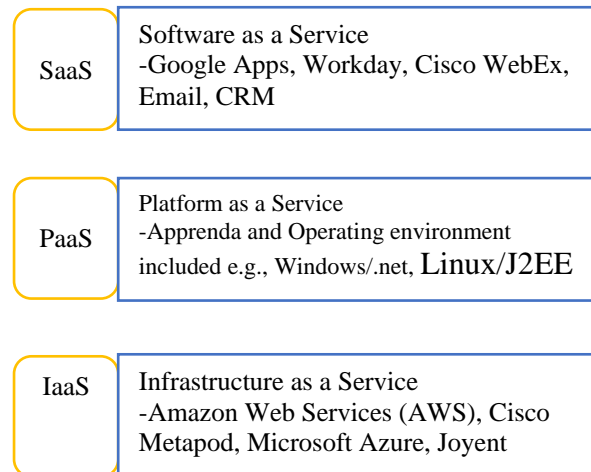 SaaS
Software as a Service
-Google Apps, Workday, Cisco WebEx,
Email, CRM
PaaS
Platform as a Service
-Apprenda and Operating environment
included e.g., Windows/.net, Linux/J2EE
IaaS
Infrastructure as a Service
-Amazon Web Services (AWS), Cisco
Metapod, Microsoft Azure, Joyent